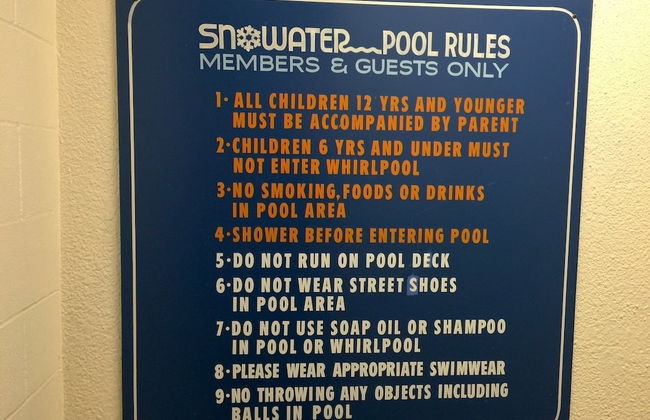 SNOWATER POOL RULES
MEMBERS & GUESTS ONLY
1· ALL CHILDREN 12 YRS AND YOUNGER
MUST BE ACCOMPANIED BY PARENT
2· CHILDREN 6 YRS AND UNDER MUST
NOT ENTER WHIRLPOOL
3· NO SMOKING, FOODS OR DRINKS
IN POOL AREA
4· SHOWER BEFORE ENTERING POOL
5· DO NOT RUN ON POOL DECK
6· DO NOT WEAR STREET SHOES
IN POOL AREA
7· DO NOT USE SOAP OIL OR SHAMPOO
IN POOL OR WHIRLPOOL
8· PLEASE WEAR APPROPRIATE SWIMWEAR
9· NO THROWING ANY OBJECTS INCLUDING
BALLS IN POOL